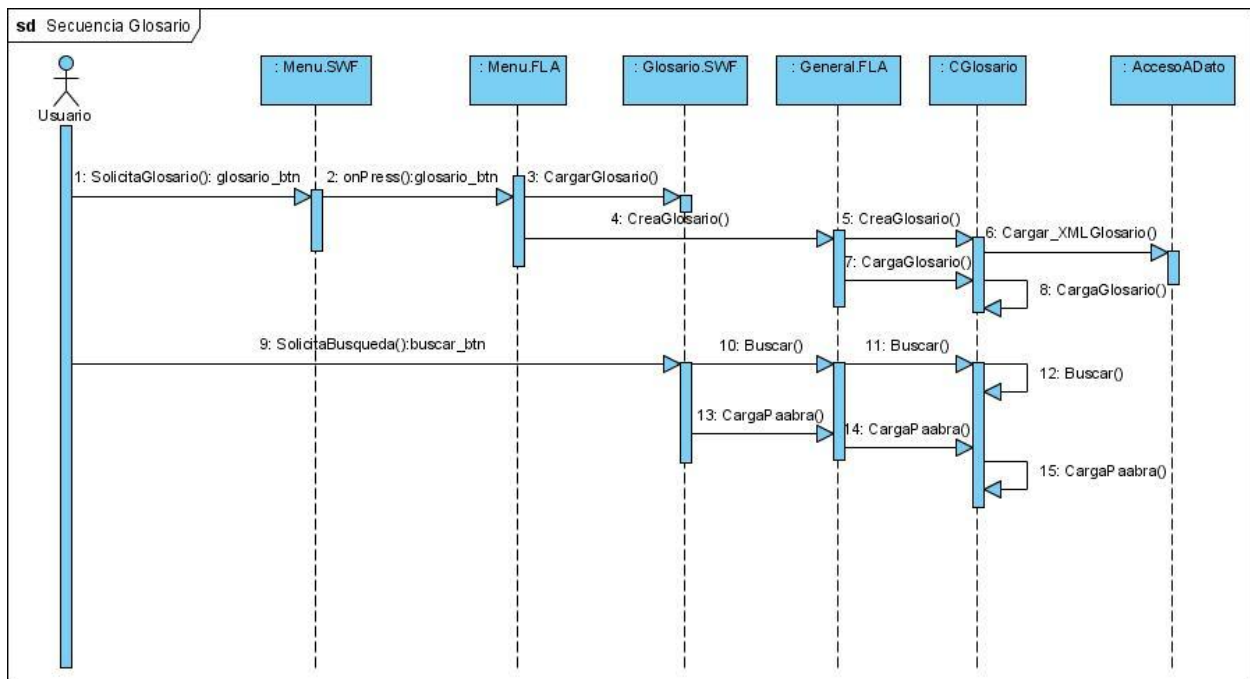 sd Secuencia Glosario
: Menu.SWF
: Menu.FLA
: Glosario.SWF
: General.FLA
: CGlosario
: AccesoADato
Usuario
1: SolicitaGlosario(): glosario_btn
2: onPress():glosario_btn
3: CargarGlosario()
4: CreaGlosario()
5: CreaGlosario()
6: Cargar_XMLGlosario()
7: CargaGlosario()
8: CargaGlosario()
9: SolicitaBusqueda():buscar_btn
10: Buscar()
11: Buscar()
12: Buscar()
13: CargaPaabra()
14: CargaPaabra()
15: CargaPaabra()